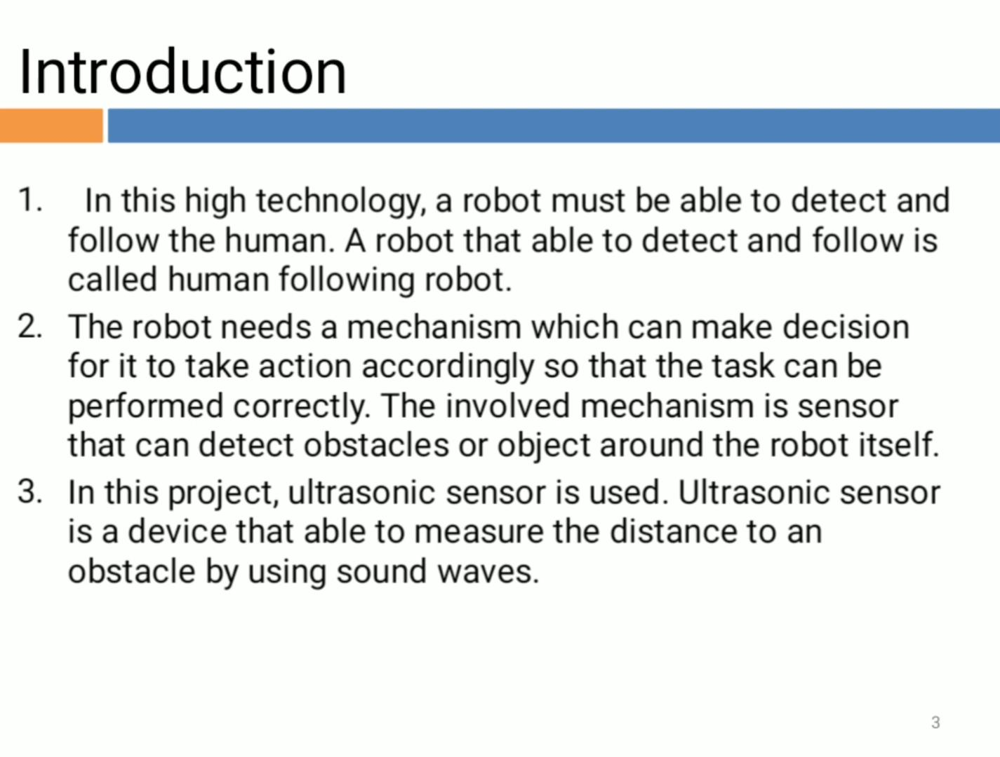 Introduction
1. In this high technology, a robot must be able to detect and
follow the human. A robot that able to detect and follow is
called human following robot.
2. The robot needs a mechanism which can make decision
for it to take action accordingly so that the task can be
performed correctly. The involved mechanism is sensor
that can detect obstacles or object around the robot itself.
3. In this project, ultrasonic sensor is used. Ultrasonic sensor
is a device that able to measure the distance to an
obstacle by using sound waves.
3